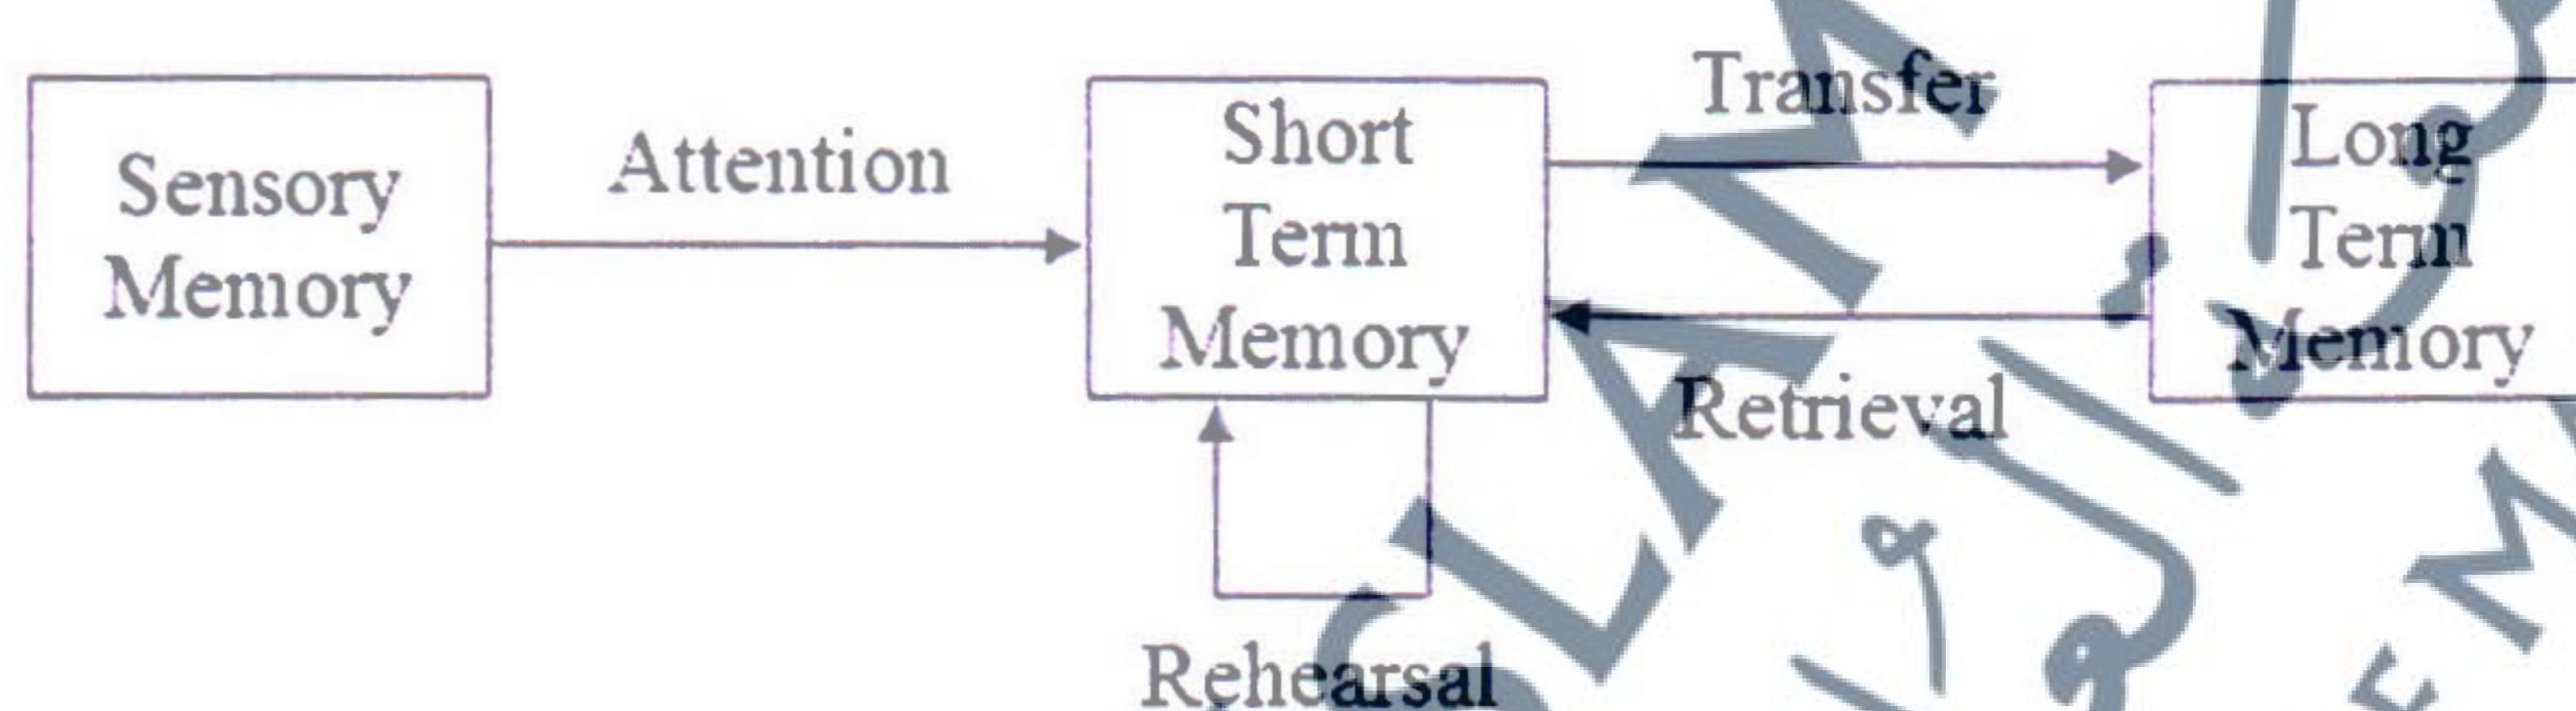 Sensory
Memory
Attention
Short
Term
Memory
Transfer
Retrieval
Long
Term
Memory
Rehearsal